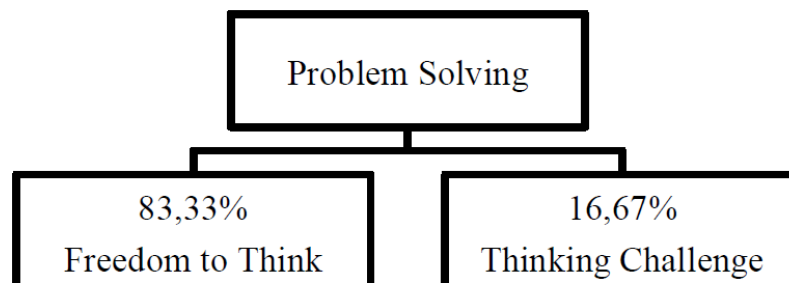 Problem Solving
83,33%
Freedom to Think
16,67%
Thinking Challenge